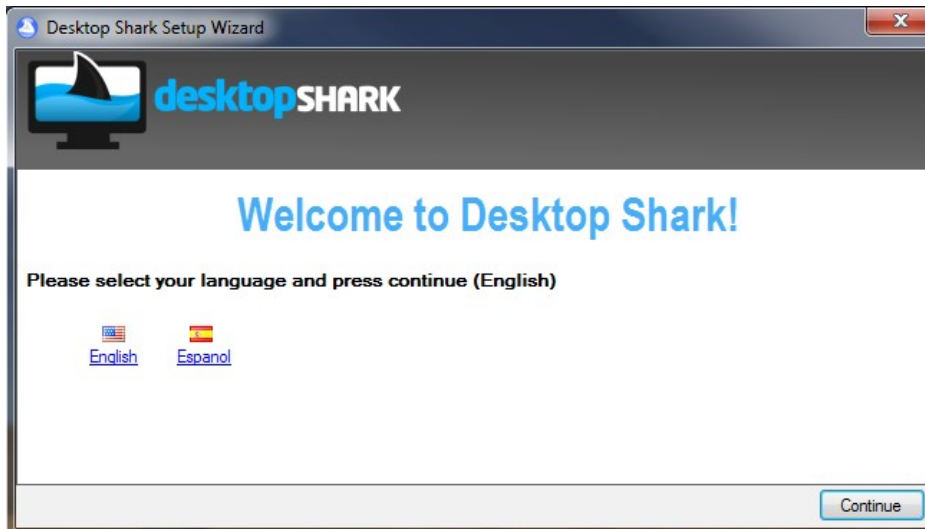 Desktop Shark Setup Wizard
desktopSHARK
Welcome to Desktop Shark!
Please select your language and press continue (English)
English Espanol
Continue